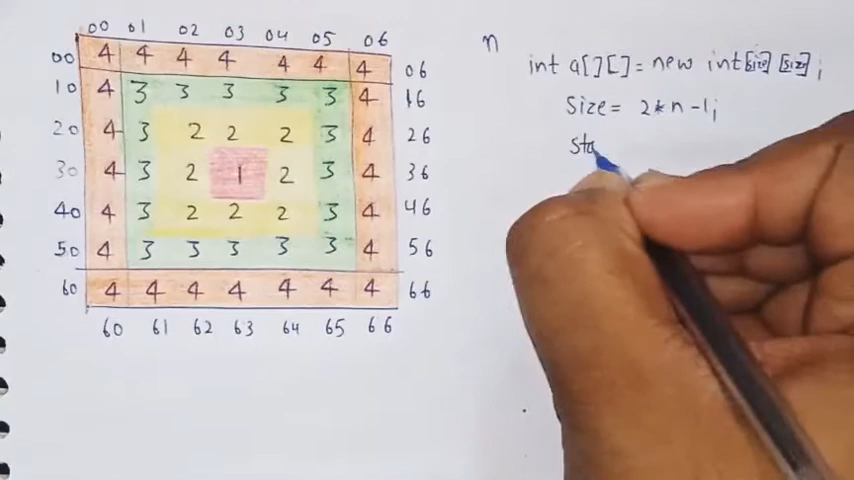 00 01 02 03 04 05 06
00 4 4 4 4 4 4 4 06
10 4 3 3 3 3 3 4 16
20 4 3 2 2 2 3 4 26
30 4 3 2 1 2 3 4 36
40 4 3 2 2 2 3 4 46
50 4 3 3 3 3 3 4 56
60 4 4 4 4 4 4 4 66
60 61 62 63 64 65 66
n
int a[][] = new int[size][size];
Size = 2*n-1;
sta